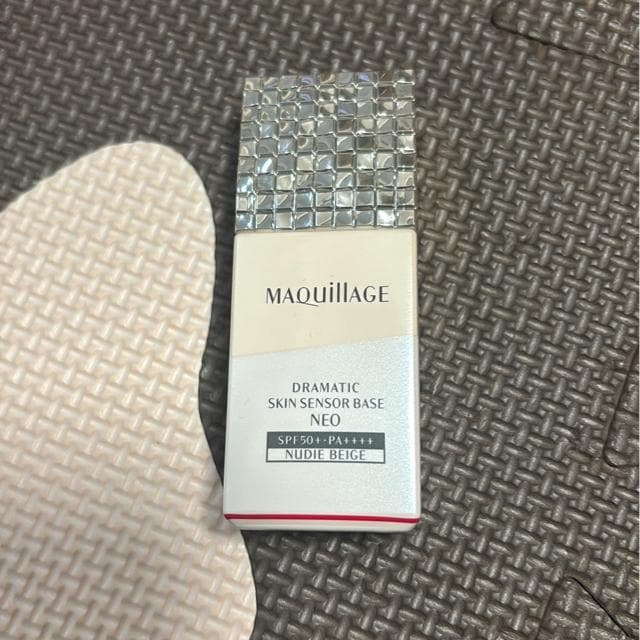 MAQuillAGE
DRAMATIC
SKIN SENSOR BASE
NEO
SPF50+・PA++++
NUDIE BEIGE